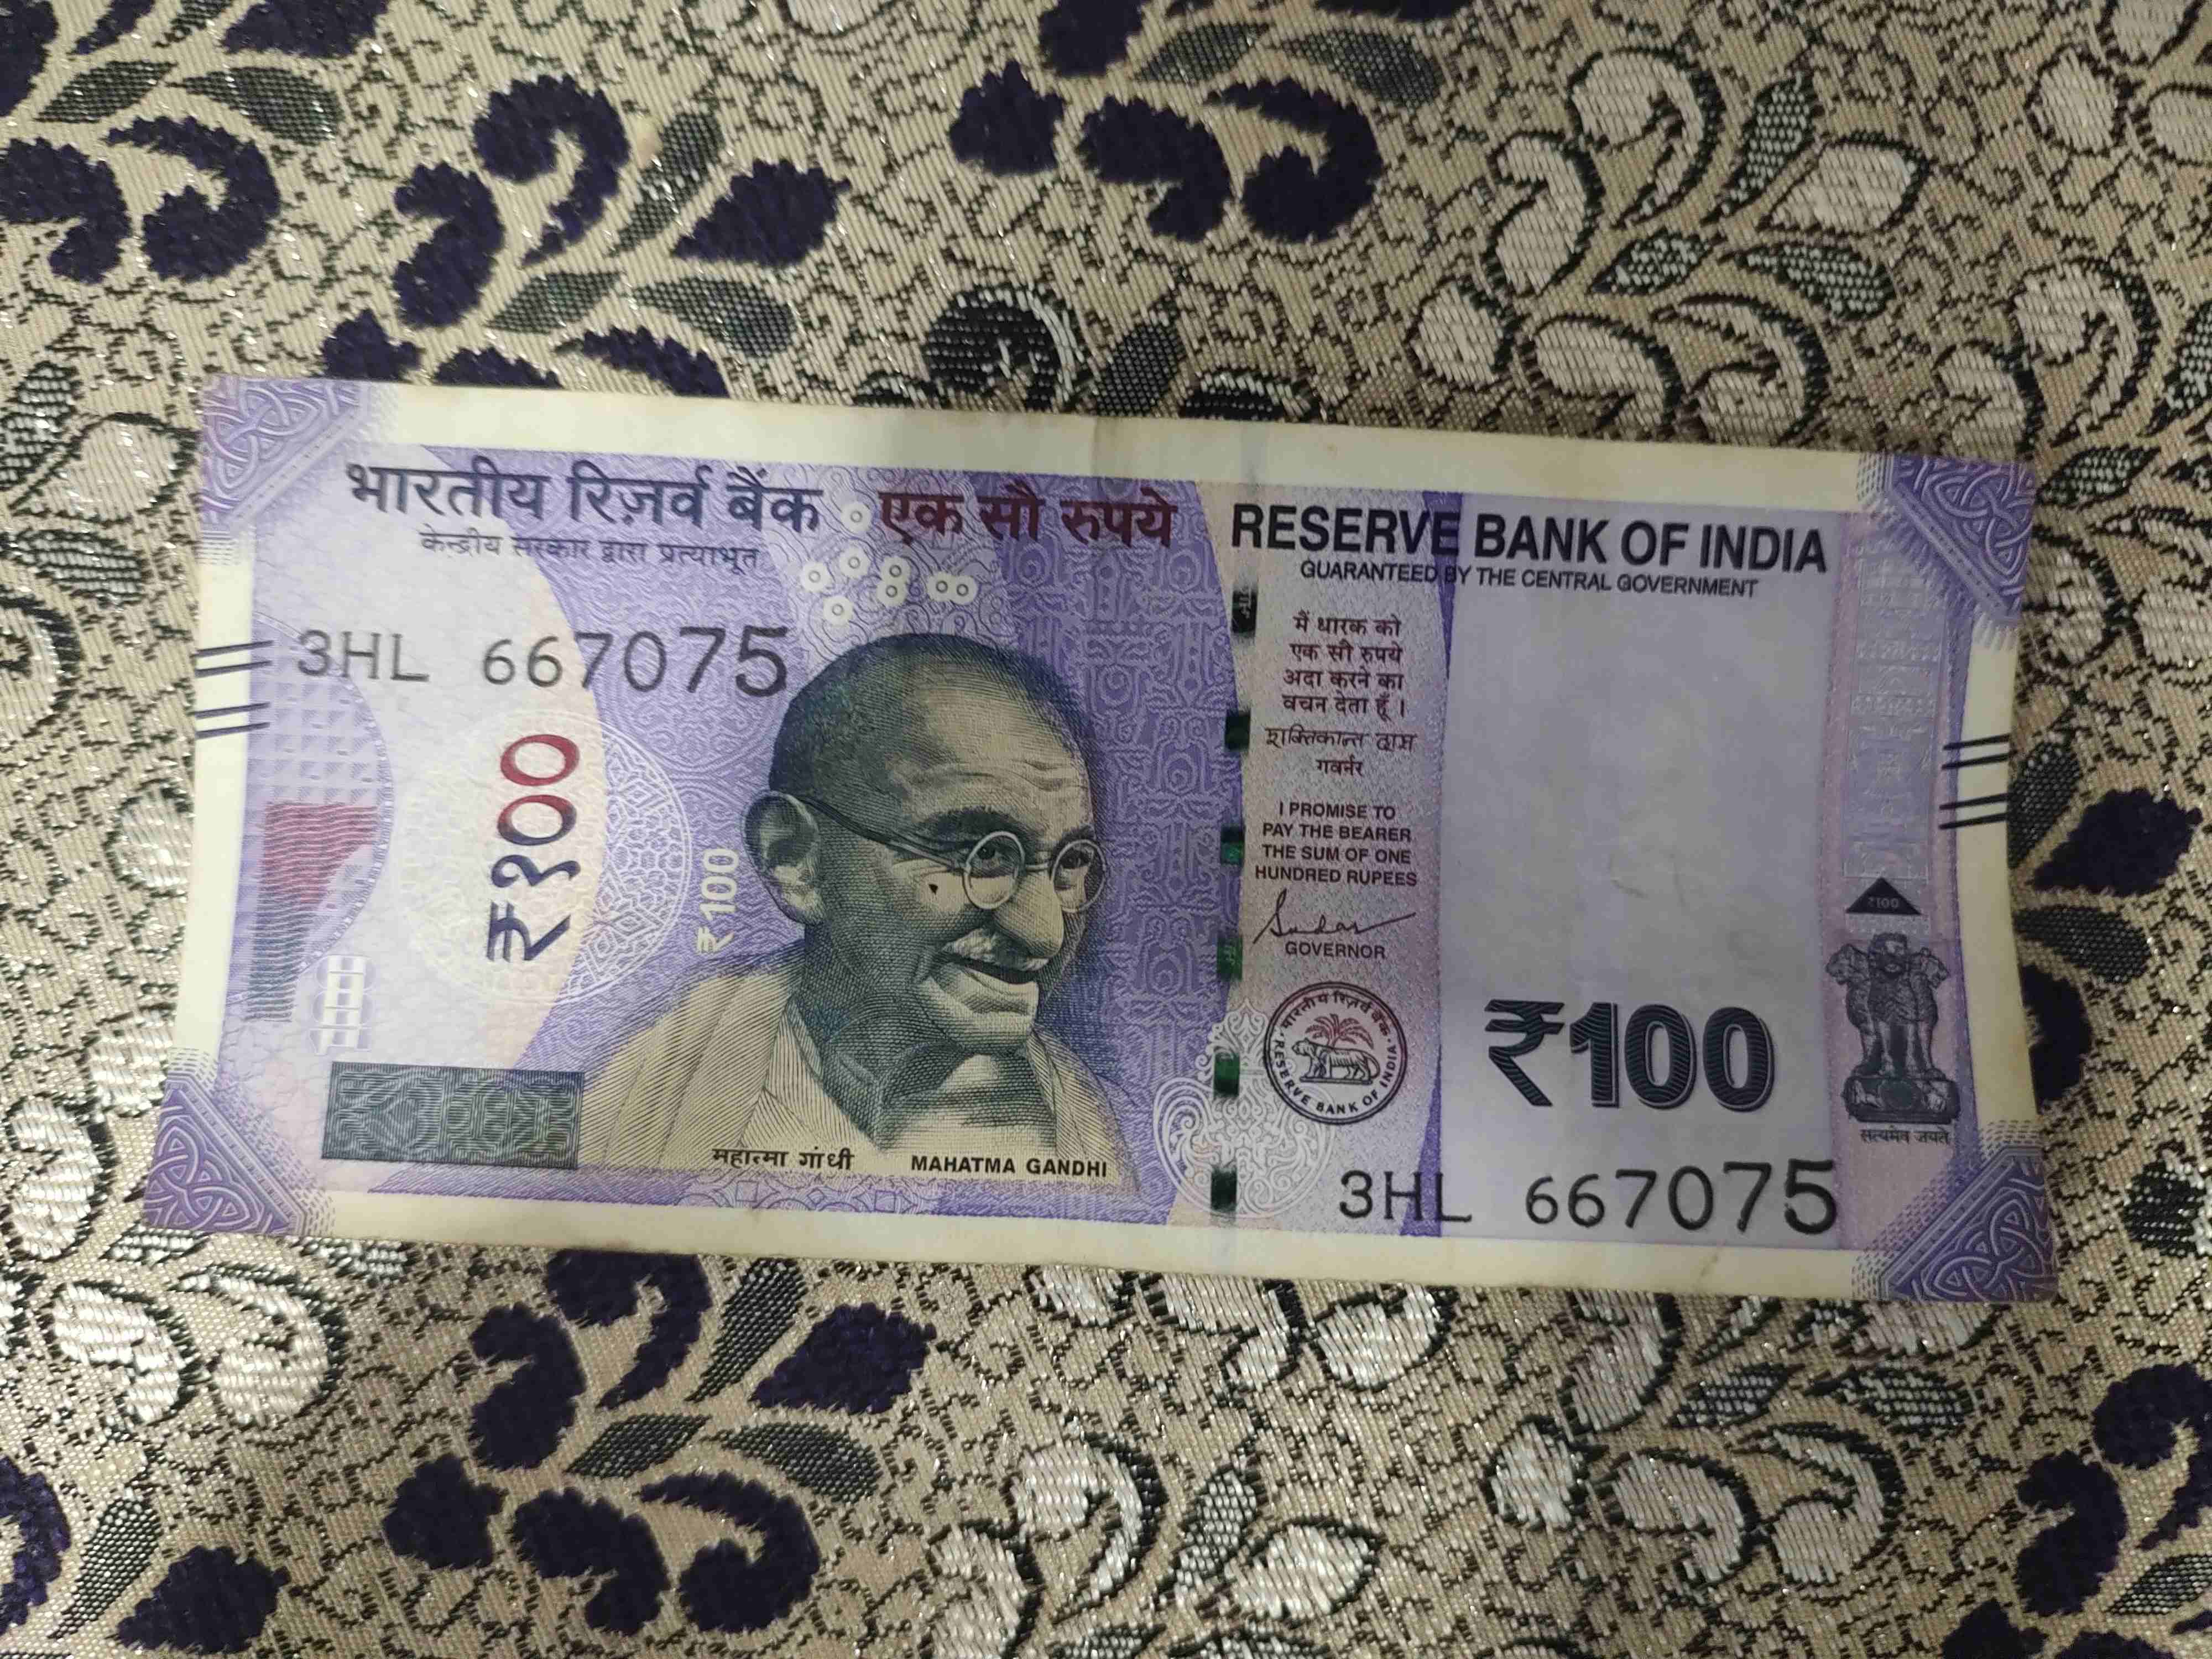 भारतीय रिज़र्व बैंक
केन्द्रीय सरकार द्वारा प्रत्याभूत
एक सौ रुपये
RESERVE BANK OF INDIA
GUARANTEED BY THE CENTRAL GOVERNMENT
3HL 667075
₹१००
₹100
महात्मा गांधी
MAHATMA GANDHI
मैं धारक को
एक सौ रुपये
अदा करने का
वचन देता हूँ।
शक्तिकान्त दास
गवर्नर
I PROMISE TO
PAY THE BEARER
THE SUM OF ONE
HUNDRED RUPEES
GOVERNOR
भारतीय रिज़र्व बैंक
RESERVE BANK OF INDIA
₹100
₹100
सत्यमेव जयते
3HL 667075